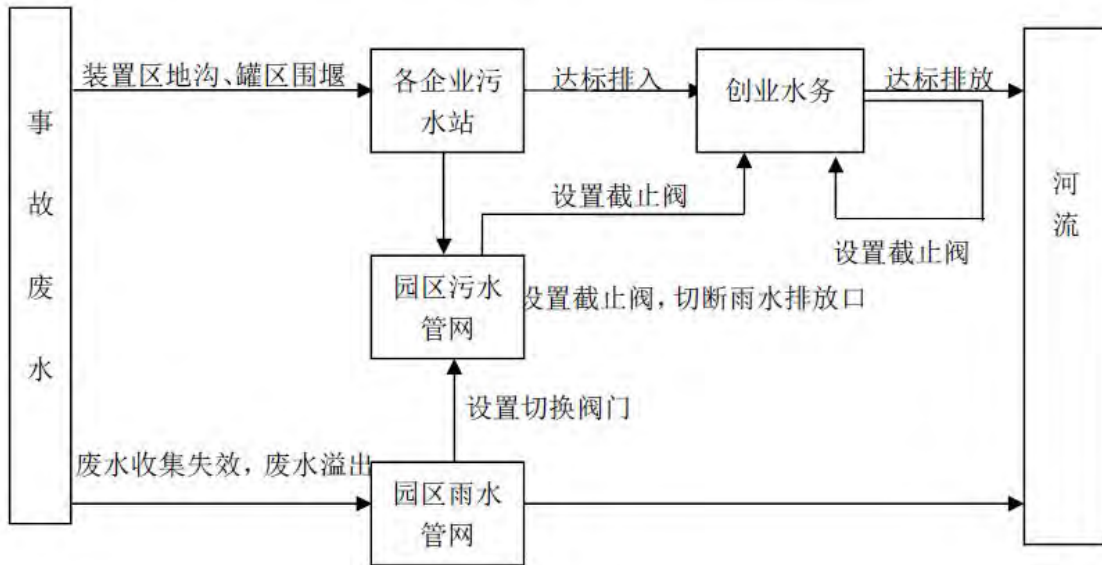 事故废水
装置区地沟、罐区围堰
各企业污
水站
达标排入
创业水务
达标排放
河流
设置截止阀
设置截止阀
园区污水
管网
设置截止阀，切断雨水排放口
设置切换阀门
废水收集失效，废水溢出
园区雨水
管网